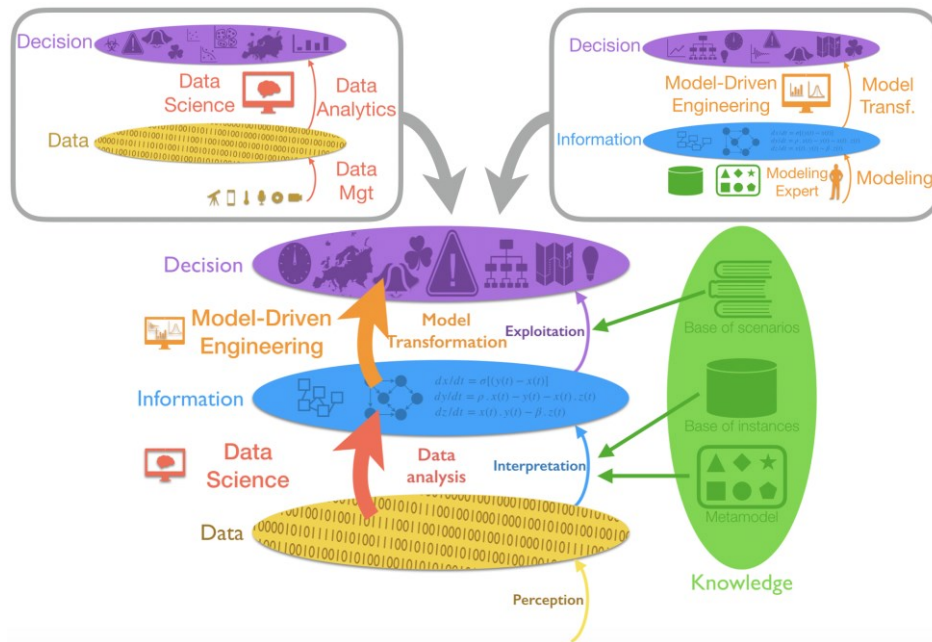 Decision
Data
Science
Data
Analytics
Data
Data
Mgt
Decision
Model-Driven
Engineering
Model
Transf.
Information
Modeling
Expert
Modeling
Decision
Model-Driven
Engineering
Model
Transformation
Exploitation
Base of scenarios
Information
dx/dt = σ[(y(t) − x(t)]
dy/dt = ρ . x(t) − y(t) − x(t) . z(t)
dz/dt = x(t) . y(t) − β . z(t)
Base of instances
Data
Science
Data
analysis
Interpretation
Metamodel
Data
Knowledge
Perception